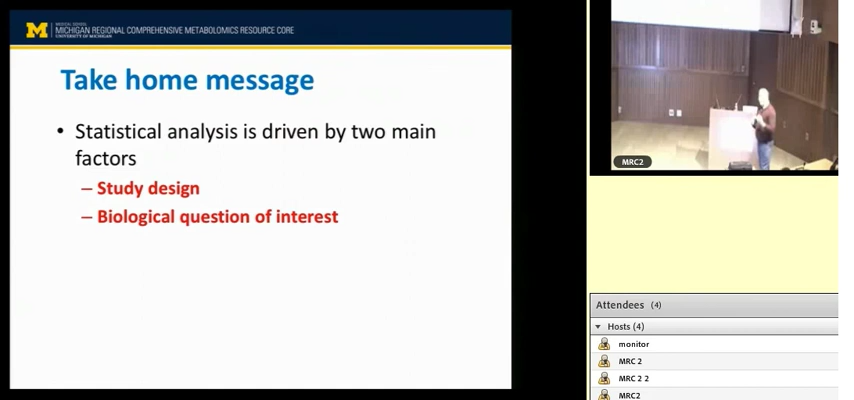 M
MEDICAL SCHOOL
MICHIGAN REGIONAL COMPREHENSIVE METABOLOMICS RESOURCE CORE
UNIVERSITY OF MICHIGAN
Take home message
• Statistical analysis is driven by two main
factors
– Study design
– Biological question of interest
MRC2
Attendees (4)
Hosts (4)
monitor
MRC 2
MRC 2 2
MRC2